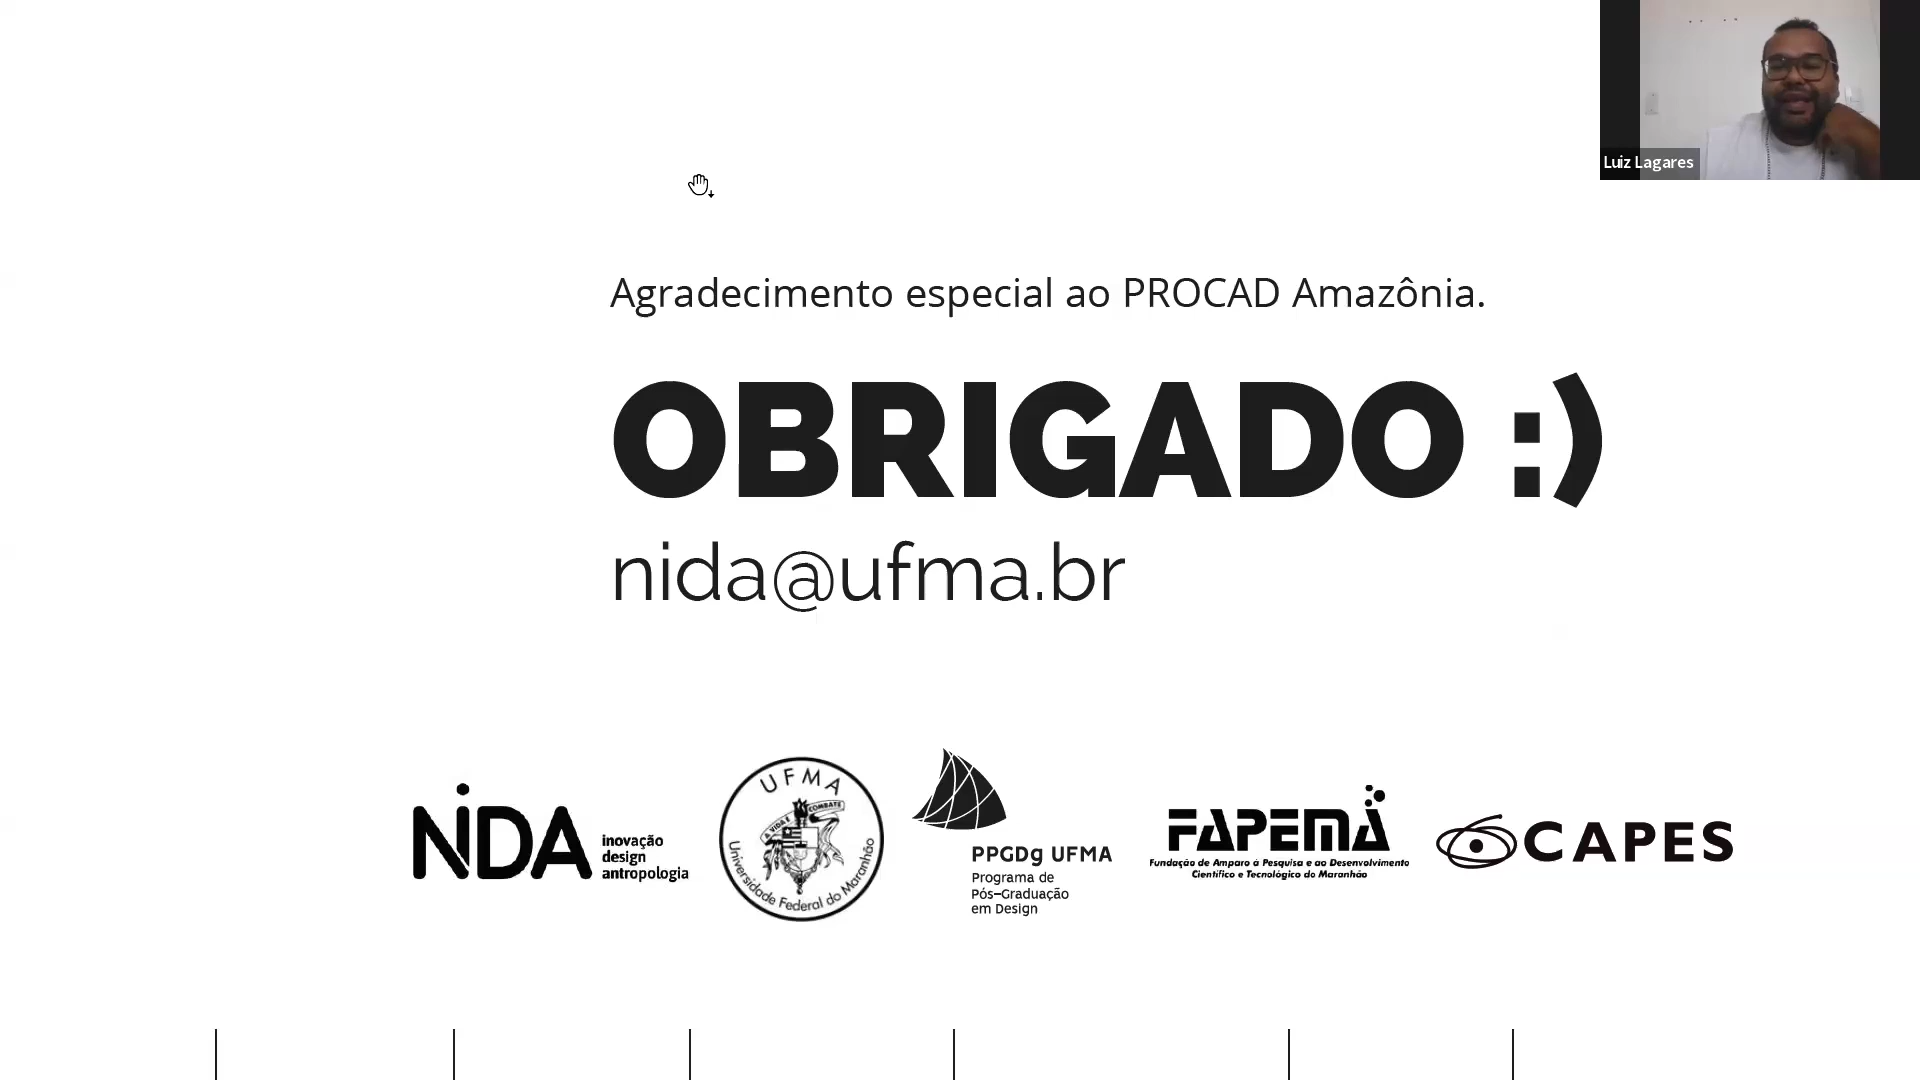 Luiz Lagares
Agradecimento especial ao PROCAD Amazônia.
OBRIGADO :)
nida@ufma.br
NiDA
inovação
design
antropologia
UFMA
A VIDA É COMBATE
Universidade Federal do Maranhão
PPGDg UFMA
Programa de
Pós-Graduação
em Design
FAPEMA
Fundação de Amparo à Pesquisa e ao Desenvolvimento
Científico e Tecnológico do Maranhão
CAPES